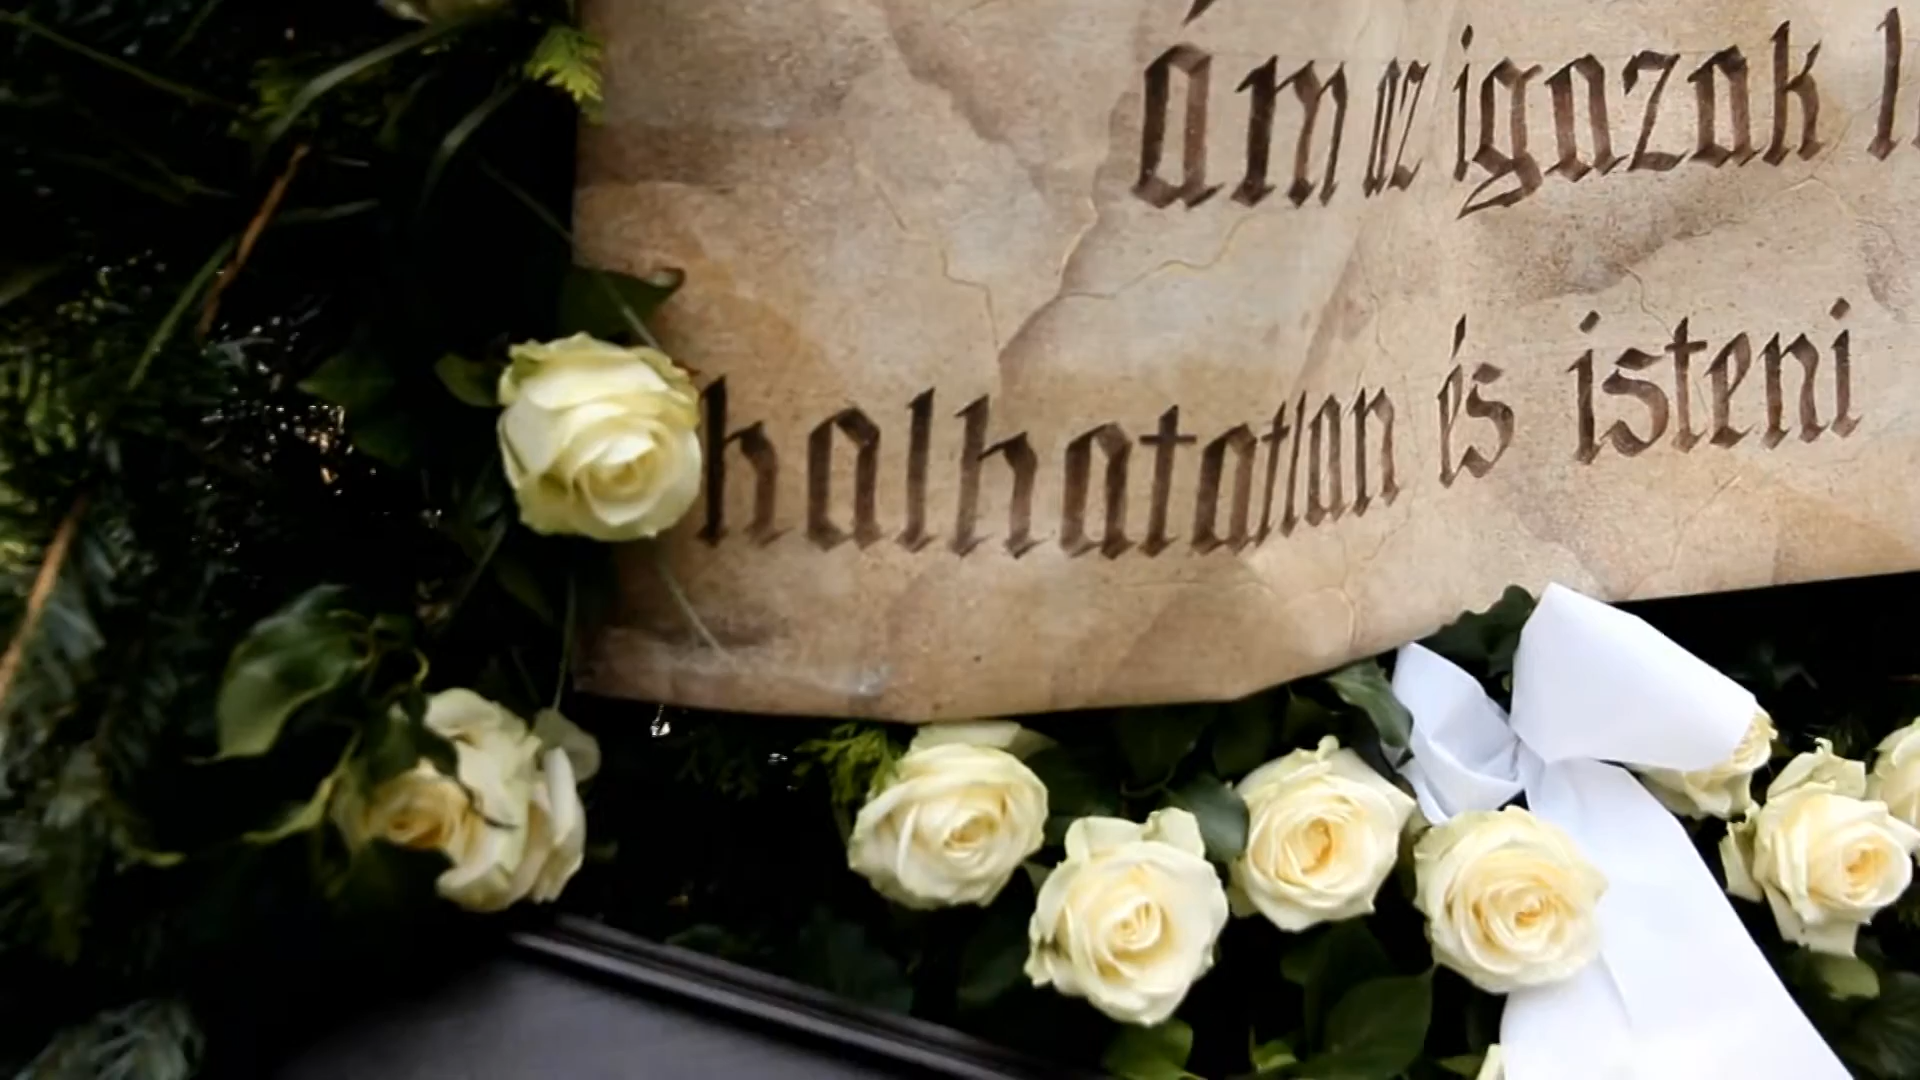 ám az igazak
halhatatlan és isteni